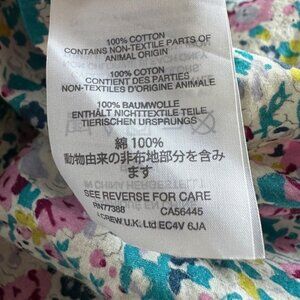 100% COTTON
CONTAINS NON-TEXTILE PARTS OF
ANIMAL ORIGIN
100% COTON
CONTIENT DES PARTIES
NON-TEXTILES D'ORIGINE ANIMALE
100% BAUMWOLLE
ENTHÄLT NICHTTEXTILE TEILE
TIERISCHEN URSPRUNGS
綿 100%
動物由来の非布地部分を含み
ます
SEE REVERSE FOR CARE
RN77388 CA56445
J.CREW U.K. Ltd EC4V 6JA